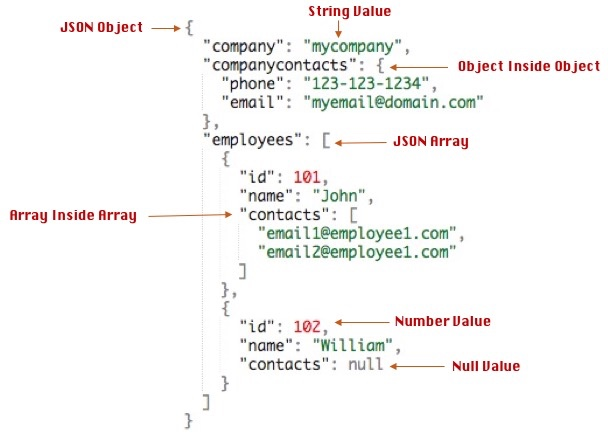 String Value
JSON Object {
"company": "mycompany",
"companycontacts": { Object Inside Object
"phone": "123-123-1234",
"email": "myemail@domain.com"
},
"employees": [ JSON Array
{
"id": 101,
"name": "John",
Array Inside Array "contacts": [
"email1@employee1.com",
"email2@employee1.com"
]
},
{
"id": 102, Number Value
"name": "William",
"contacts": null Null Value
}
]
}